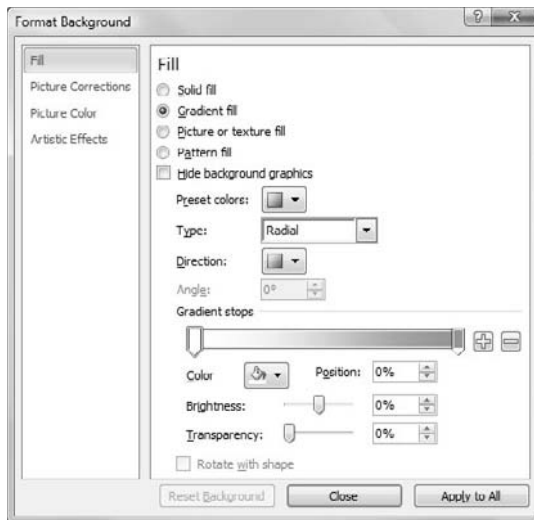 Format Background
Fill
Picture Corrections
Picture Color
Artistic Effects
Fill
Solid fill
Gradient fill
Picture or texture fill
Pattern fill
Hide background graphics
Preset colors:
Type: Radial
Direction:
Angle: 0°
Gradient stops
Color Position: 0%
Brightness: 0%
Transparency: 0%
Rotate with shape
Reset Background Close Apply to All